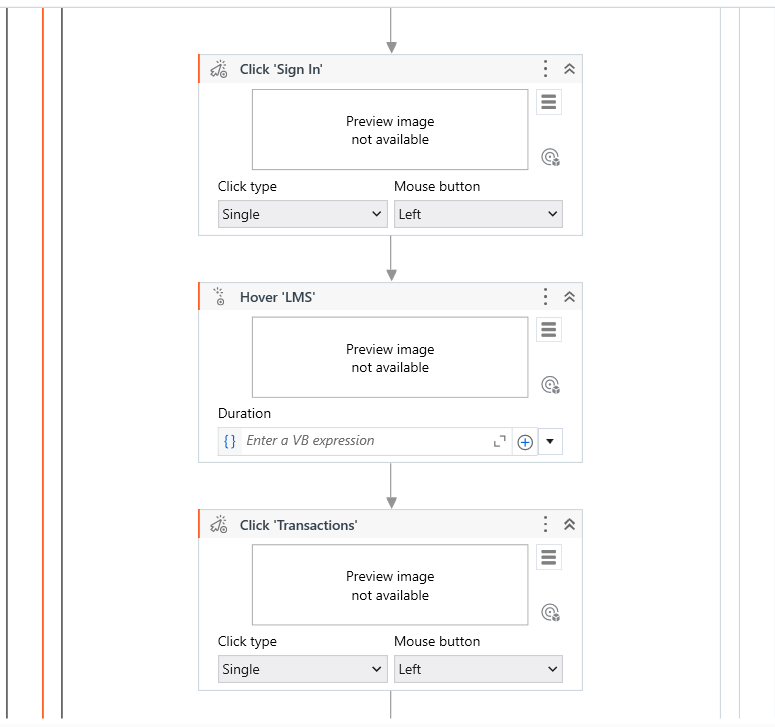 Click 'Sign In'
Preview image
not available
Click type
Mouse button
Single
Left
Hover 'LMS'
Preview image
not available
Duration
{} Enter a VB expression
Click 'Transactions'
Preview image
not available
Click type
Mouse button
Single
Left